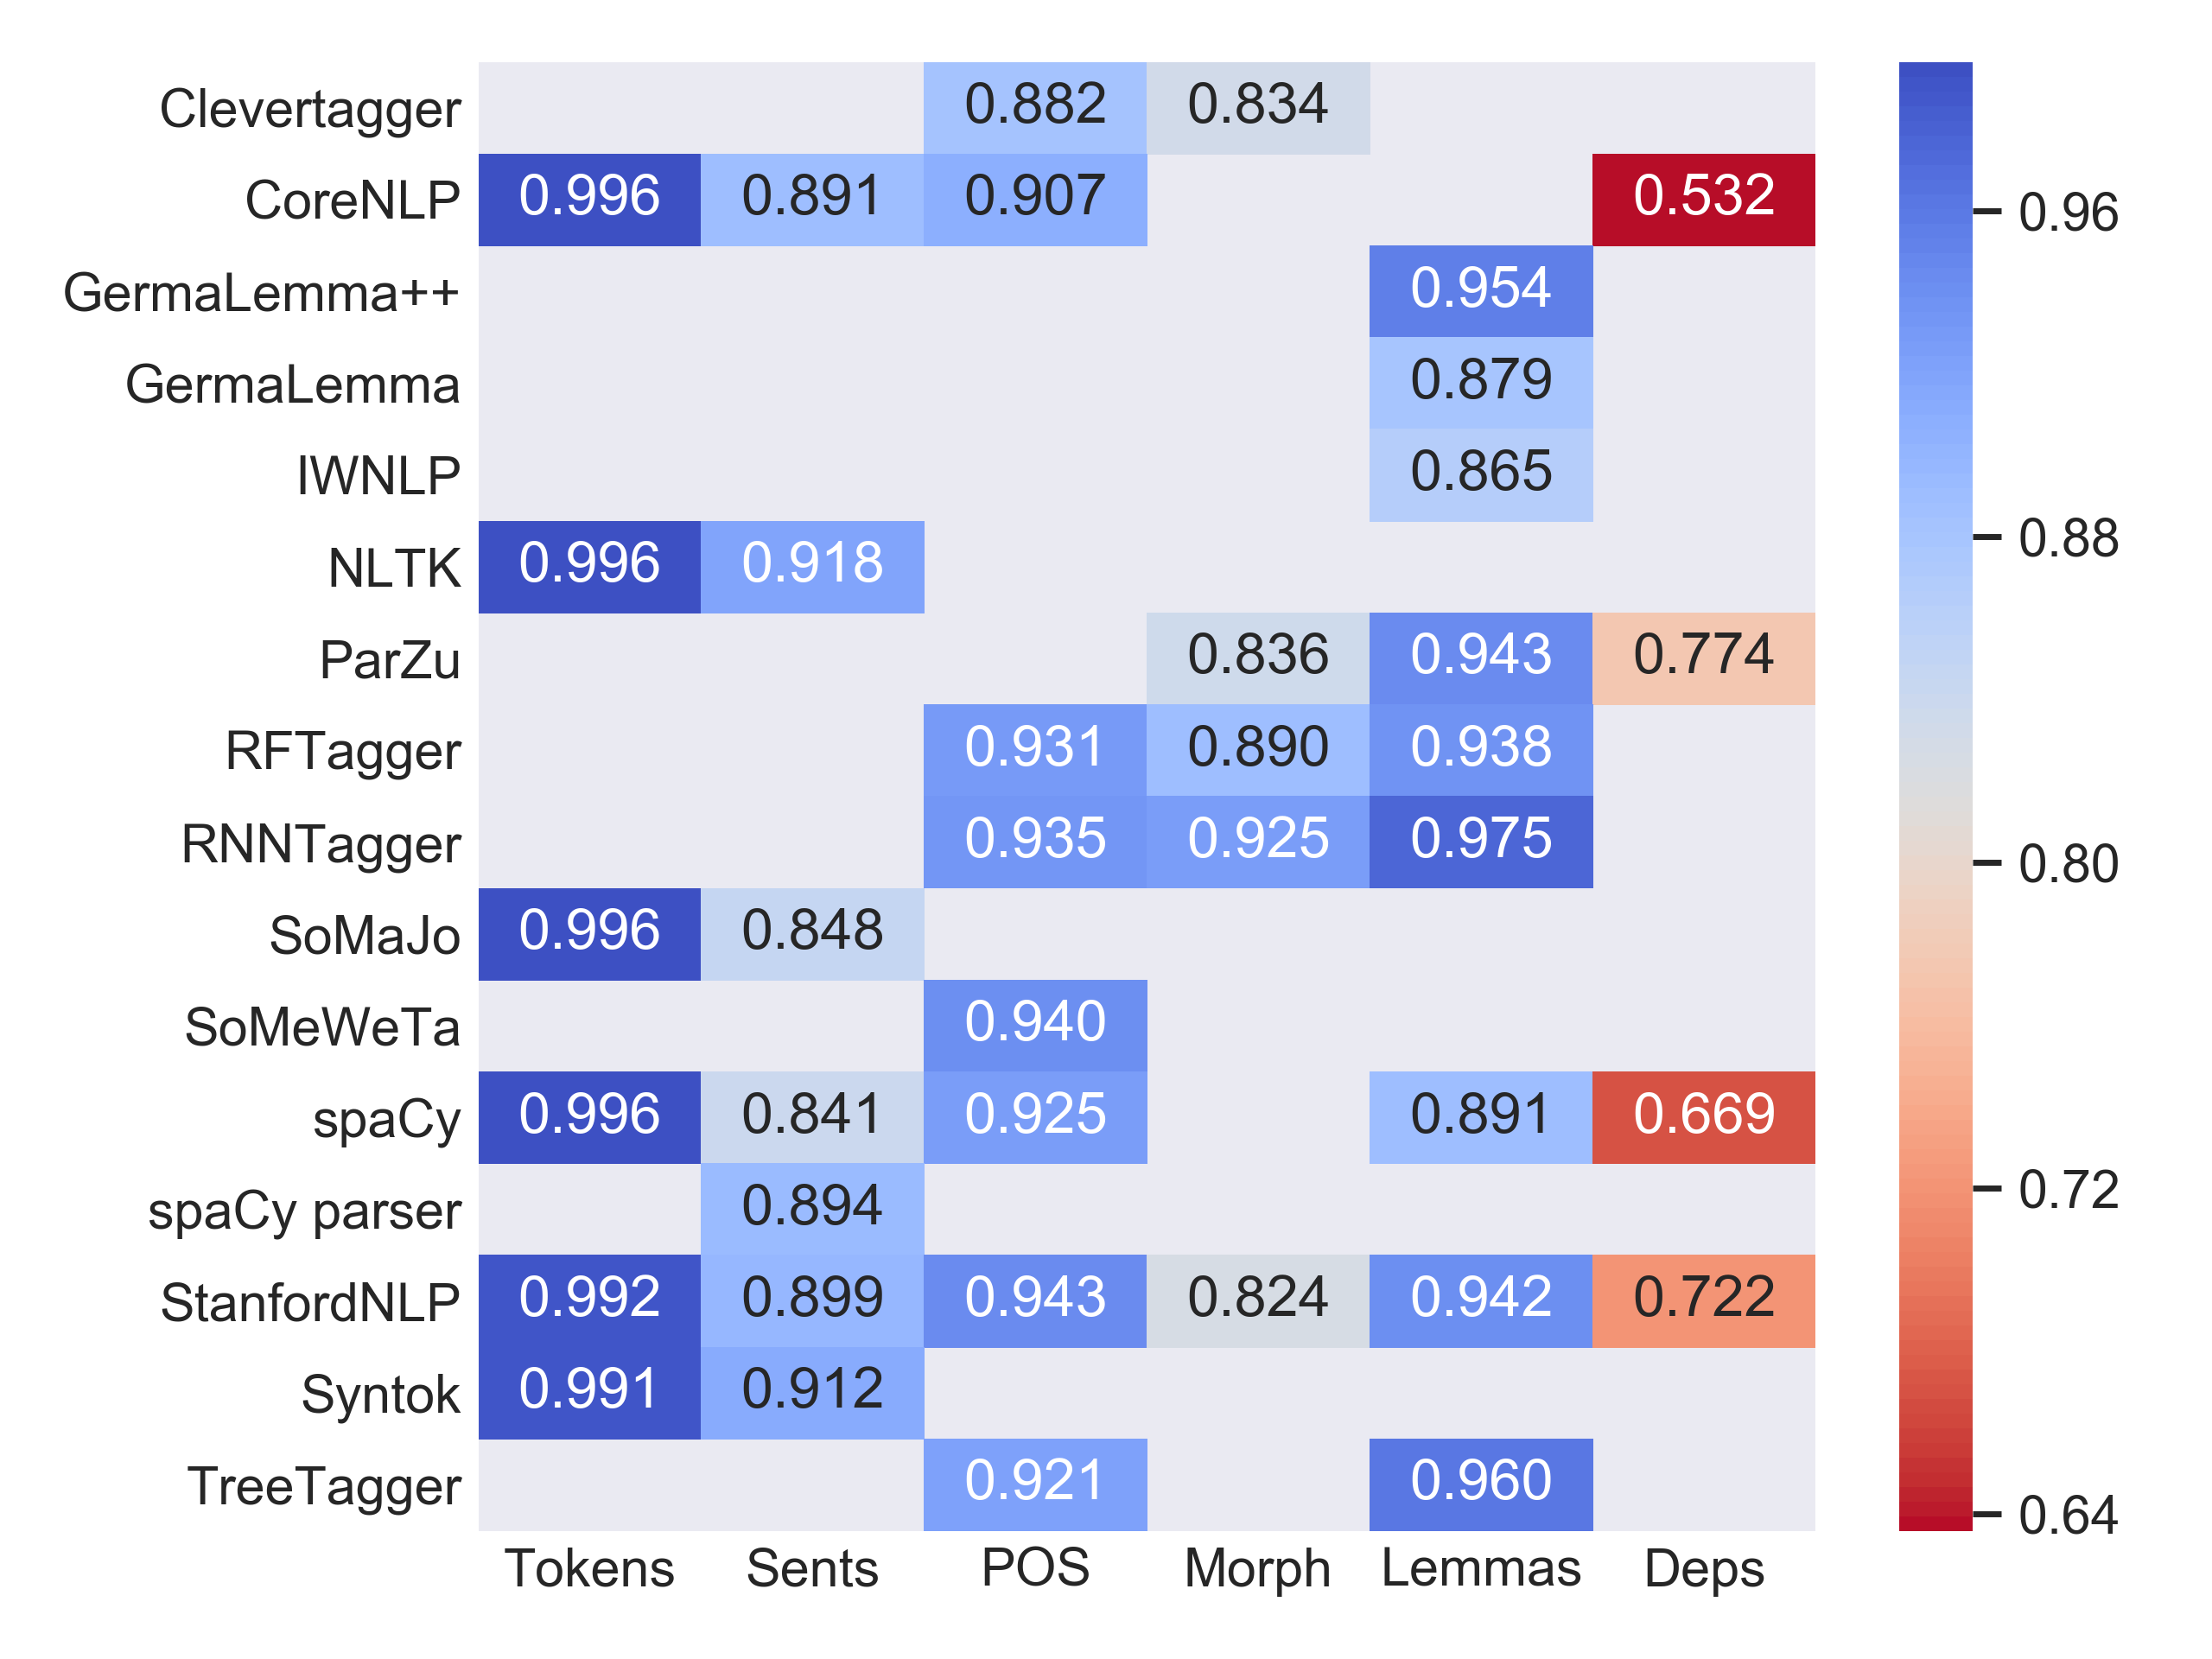 Clevertagger 0.882 0.834
CoreNLP 0.996 0.891 0.907 0.532
GermaLemma++ 0.954
GermaLemma 0.879
IWNLP 0.865
NLTK 0.996 0.918
ParZu 0.836 0.943 0.774
RFTagger 0.931 0.890 0.938
RNNTagger 0.935 0.925 0.975
SoMaJo 0.996 0.848
SoMeWeTa 0.940
spaCy 0.996 0.841 0.925 0.891 0.669
spaCy parser 0.894
StanfordNLP 0.992 0.899 0.943 0.824 0.942 0.722
Syntok 0.991 0.912
TreeTagger 0.921 0.960
Tokens Sents POS Morph Lemmas Deps
0.96
0.88
0.80
0.72
0.64